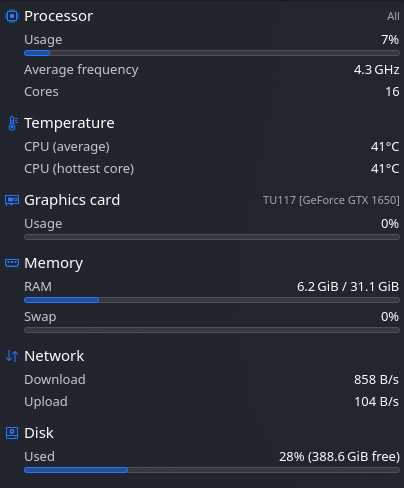 Processor All
Usage 7%
Average frequency 4.3 GHz
Cores 16
Temperature
CPU (average) 41°C
CPU (hottest core) 41°C
Graphics card TU117 [GeForce GTX 1650]
Usage 0%
Memory
RAM 6.2 GiB / 31.1 GiB
Swap 0%
Network
Download 858 B/s
Upload 104 B/s
Disk
Used 28% (388.6 GiB free)